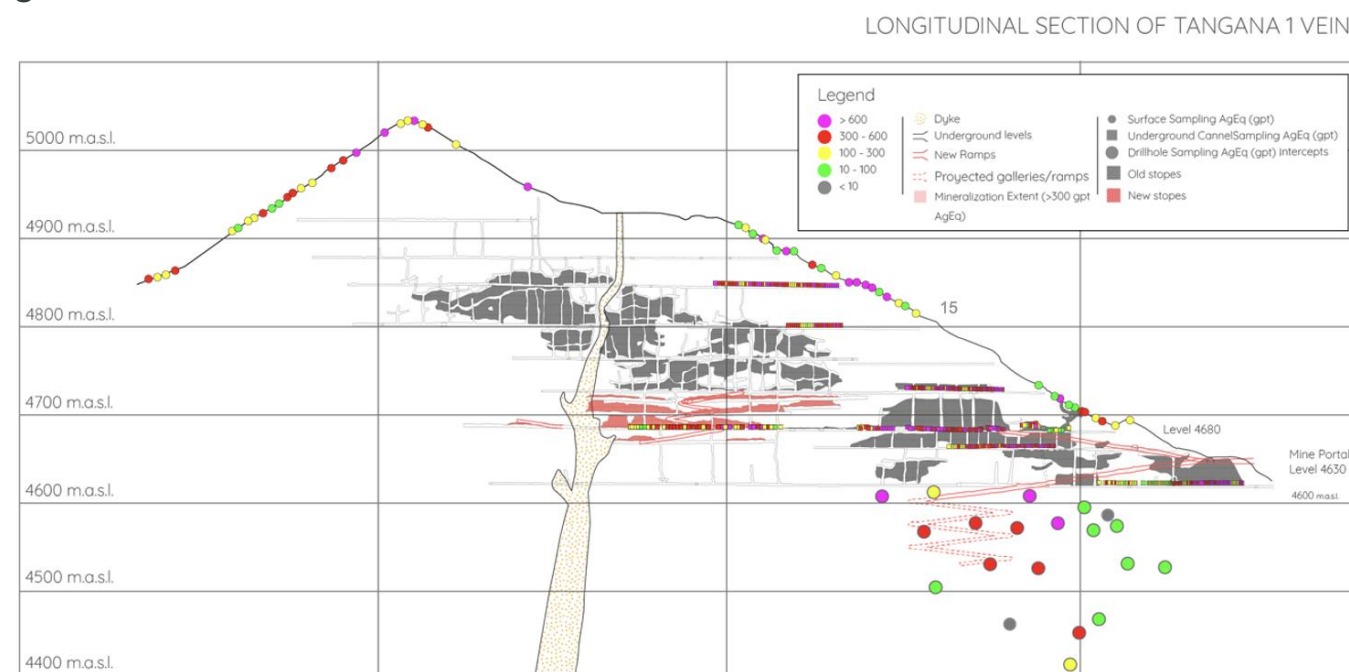 LONGITUDINAL SECTION OF TANGANA 1 VEIN
Legend
> 600
300 - 600
100 - 300
10 - 100
< 10
Dyke
Underground levels
New Ramps
Proyected galleries/ramps
Mineralization Extent (>300 gpt
AgEq)
Surface Sampling AgEq (gpt)
Underground CannelSampling AgEq (gpt)
Drillhole Sampling AgEq (gpt) Intercepts
Old stopes
New stopes
5000 m.a.s.l.
4900 m.a.s.l.
4800 m.a.s.l.
15
4700 m.a.s.l.
Level 4680
Mine Portal
Level 4630
4600 m.a.s.l.
4600 m.a.s.l.
4500 m.a.s.l.
4400 m.a.s.l.